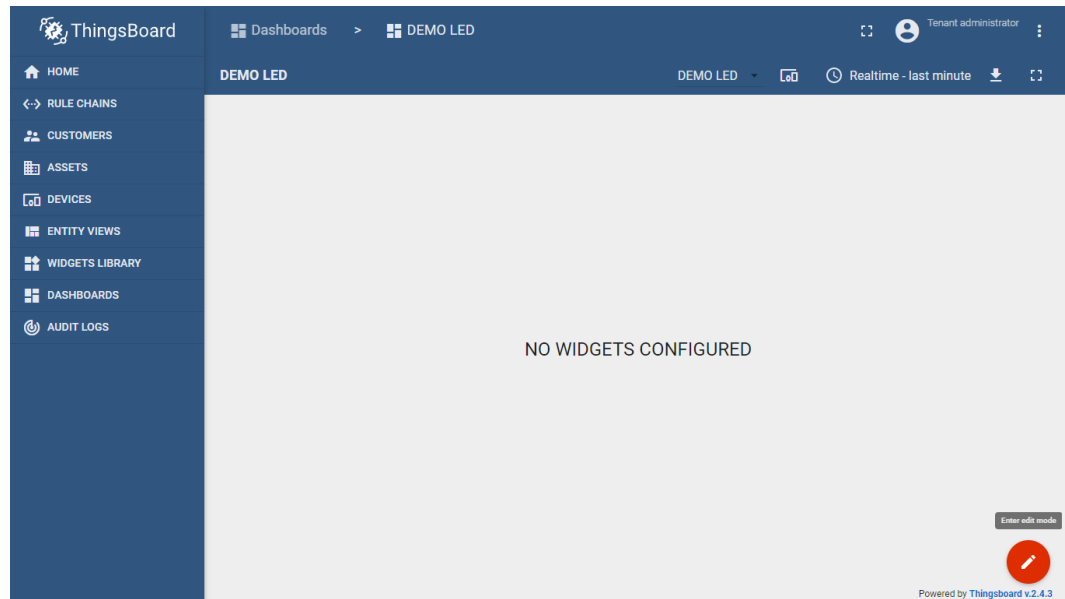 ThingsBoard
Dashboards > DEMO LED
Tenant administrator
HOME
DEMO LED
DEMO LED
Realtime - last minute
RULE CHAINS
CUSTOMERS
ASSETS
DEVICES
ENTITY VIEWS
WIDGETS LIBRARY
DASHBOARDS
AUDIT LOGS
NO WIDGETS CONFIGURED
Enter edit mode
Powered by Thingsboard v.2.4.3